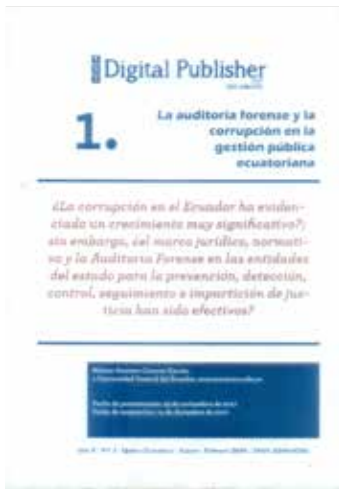 Digital Publisher
1.
La auditoría forense y la
corrupción en la
gestión pública
ecuatoriana
¿La corrupción en el Ecuador ha eviden-
ciado un crecimiento muy significativo?;
sin embargo, ¿el marco jurídico, normati-
vo y la Auditoría Forense en las entidades
del estado para la prevención, detección,
control, seguimiento e impartición de jus-
ticia han sido efectivos?